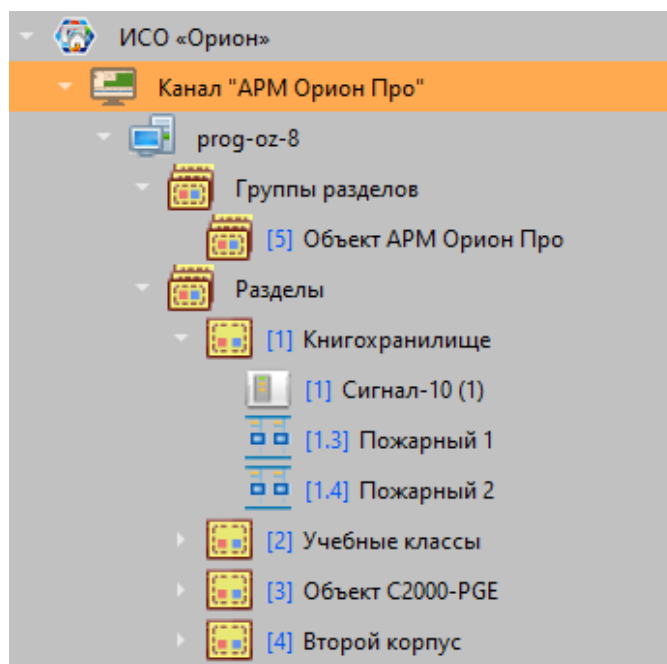 ИСО «Орион»
Канал "АРМ Орион Про"
prog-oz-8
Группы разделов
[5] Объект АРМ Орион Про
Разделы
[1] Книгохранилище
[1] Сигнал-10 (1)
[1.3] Пожарный 1
[1.4] Пожарный 2
[2] Учебные классы
[3] Объект С2000-PGE
[4] Второй корпус